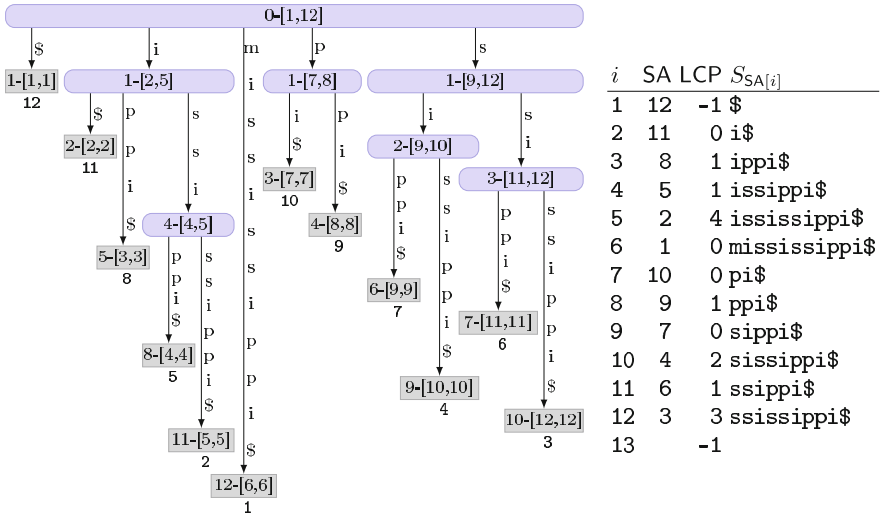 0-[1,12]
$ i m p s
1-[1,1] 1-[2,5] 1-[7,8] 1-[9,12]
12
$ p p i $ s s i
i $ p i $
i s i
2-[2,2] 2-[9,10]
11
3-[7,7] 3-[11,12]
10
p p i $ s s i p p i $
p p i $ s s i p p i $
4-[4,5] 4-[8,8]
9
5-[3,3]
8
p p i $ s s i p p i $
i s s i s s i p p i $
6-[9,9]
7
7-[11,11]
6
8-[4,4]
5
9-[10,10]
4
10-[12,12]
3
11-[5,5]
2
12-[6,6]
1
i SA LCP S_SA[i]
1 12 -1 $
2 11 0 i$
3 8 1 ippi$
4 5 1 issippi$
5 2 4 ississippi$
6 1 0 mississippi$
7 10 0 pi$
8 9 1 ppi$
9 7 0 sippi$
10 4 2 sissippi$
11 6 1 ssippi$
12 3 3 ssissippi$
13 -1